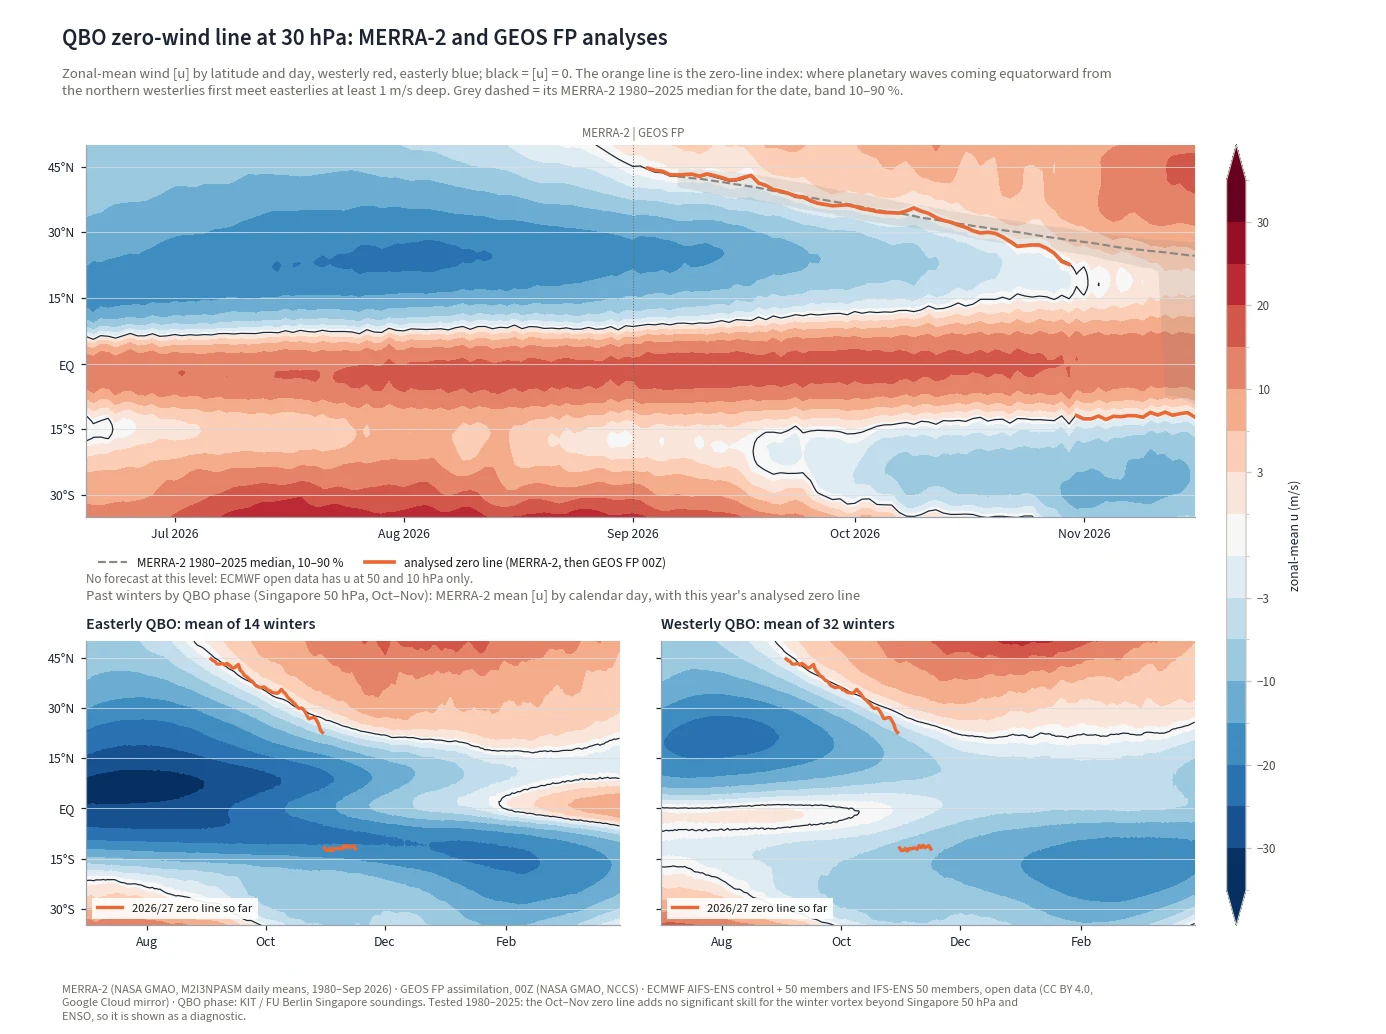 QBO zero-wind line at 30 hPa: MERRA-2 and GEOS FP analyses
Zonal-mean wind [u] by latitude and day, westerly red, easterly blue; black = [u] = 0. The orange line is the zero-line index: where planetary waves coming equatorward from
the northern westerlies first meet easterlies at least 1 m/s deep. Grey dashed = its MERRA-2 1980–2025 median for the date, band 10–90 %.
MERRA-2 | GEOS FP
45°N
30°N
15°N
EQ
15°S
30°S
Jul 2026
Aug 2026
Sep 2026
Oct 2026
Nov 2026
30
20
10
3
−3
−10
−20
−30
zonal-mean u (m/s)
MERRA-2 1980–2025 median, 10–90 %
analysed zero line (MERRA-2, then GEOS FP 00Z)
No forecast at this level: ECMWF open data has u at 50 and 10 hPa only.
Past winters by QBO phase (Singapore 50 hPa, Oct–Nov): MERRA-2 mean [u] by calendar day, with this year's analysed zero line
Easterly QBO: mean of 14 winters
45°N
30°N
15°N
EQ
15°S
30°S
2026/27 zero line so far
Aug
Oct
Dec
Feb
Westerly QBO: mean of 32 winters
2026/27 zero line so far
Aug
Oct
Dec
Feb
MERRA-2 (NASA GMAO, M2I3NPASM daily means, 1980–Sep 2026) · GEOS FP assimilation, 00Z (NASA GMAO, NCCS) · ECMWF AIFS-ENS control + 50 members and IFS-ENS 50 members, open data (CC BY 4.0,
Google Cloud mirror) · QBO phase: KIT / FU Berlin Singapore soundings. Tested 1980–2025: the Oct–Nov zero line adds no significant skill for the winter vortex beyond Singapore 50 hPa and
ENSO, so it is shown as a diagnostic.